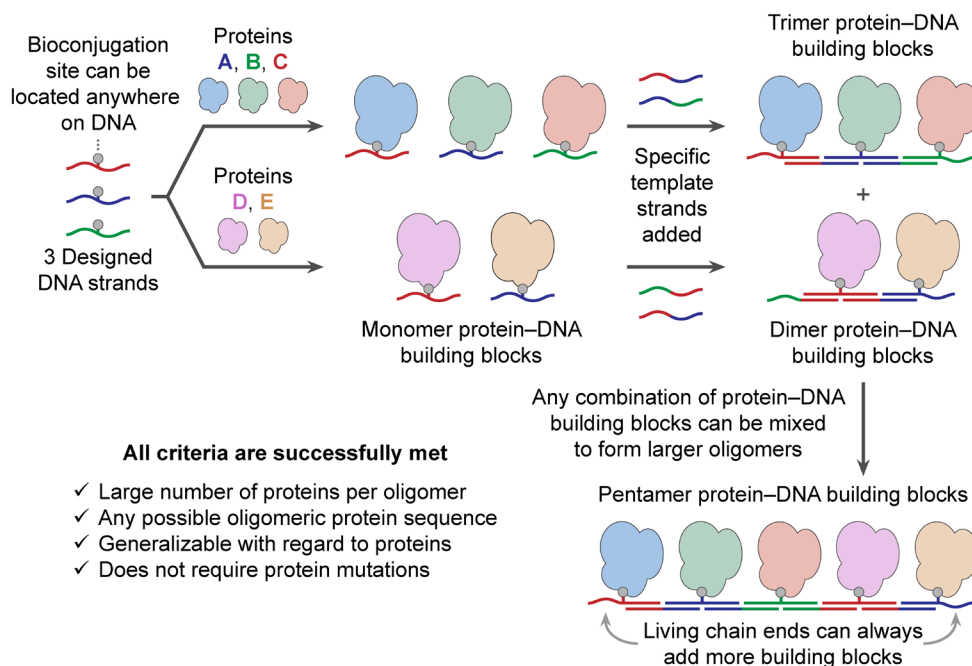 Bioconjugation
site can be
located anywhere
on DNA
3 Designed
DNA strands
Proteins
A, B, C
Proteins
D, E
Monomer protein–DNA
building blocks
Specific
template
strands
added
Trimer protein–DNA
building blocks
+
Dimer protein–DNA
building blocks
Any combination of protein–DNA
building blocks can be mixed
to form larger oligomers
All criteria are successfully met
✓ Large number of proteins per oligomer
✓ Any possible oligomeric protein sequence
✓ Generalizable with regard to proteins
✓ Does not require protein mutations
Pentamer protein–DNA building blocks
Living chain ends can always
add more building blocks